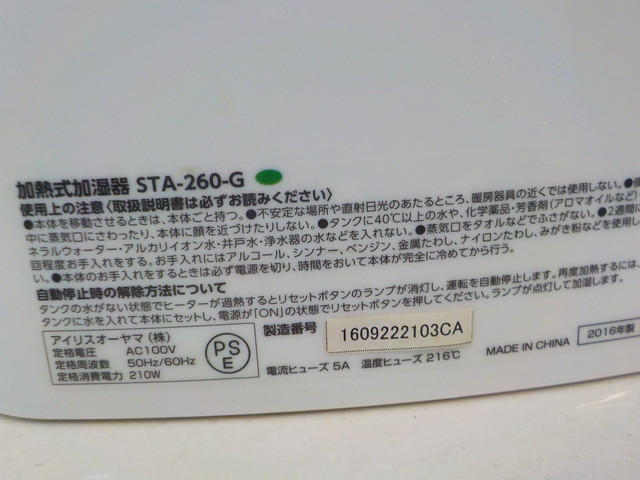 加熱式加湿器 STA-260-G
使用上の注意〈取扱説明書は必ずお読みください〉
●本体を移動させるときは、本体ごと持つ。●不安定な場所や直射日光のあたるところ、暖房器具の近くでは使用しない。●使
中に蒸気口にさわったり、本体に顔を近づけたりしない。●タンクに40℃以上の水や、化学薬品・芳香剤(アロマオイルなど)
ネラルウォーター・アルカリイオン水・井戸水・浄水器の水などを入れない。●蒸気口をタオルなどでふさがない。●2週間に
回程度お手入れをする。お手入れにはアルコール、シンナー、ベンジン、金属たわし、ナイロンたわし、みがき粉などを使用し
い。●本体のお手入れをするときは必ず電源を切り、時間をおいて本体が完全に冷めてから行う。
自動停止時の解除方法について
タンクの水がない状態でヒーターが過熱するとリセットボタンのランプが消灯し、運転を自動停止します。再度加熱するには、
タンクに水を入れて本体にセットし、電源が「ON」の状態でリセットボタンを押してください。ランプが点灯して加湿します。
アイリスオーヤマ(株)
定格電圧 AC100V
定格周波数 50Hz/60Hz
定格消費電力 210W
PS
E
製造番号 1609222103CA
電流ヒューズ 5A 温度ヒューズ 216℃
MADE IN CHINA
2016年製